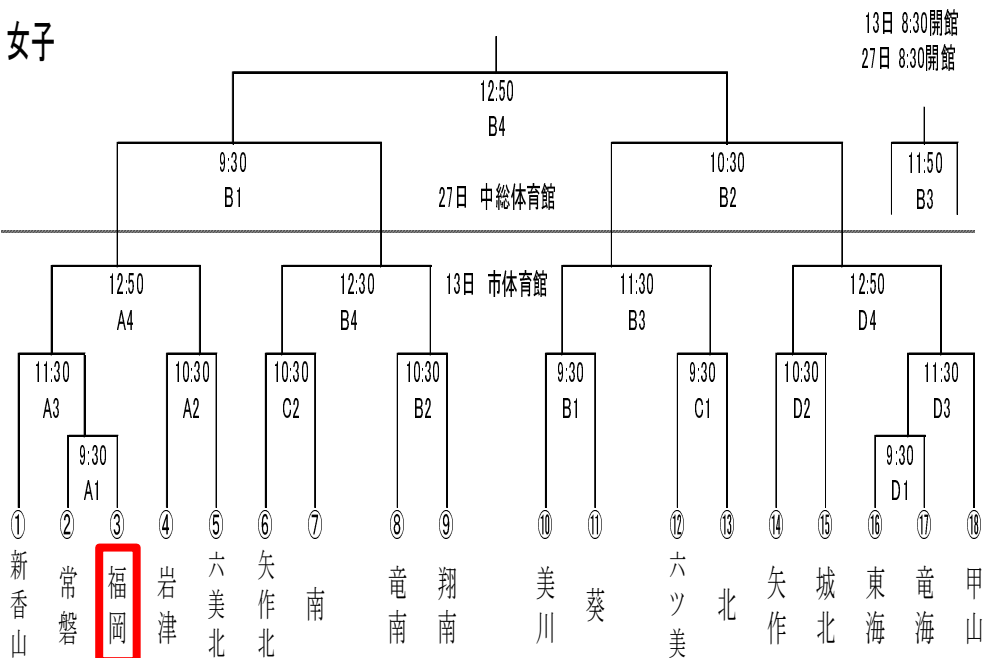 女子
13日 8:30開館
27日 8:30開館
12:50
B4
9:30
B1
27日 中総体育館
10:30
B2
11:50
B3
12:50
A4
12:30
B4
13日 市体育館
11:30
B3
12:50
D4
11:30
A3
10:30
A2
10:30
C2
10:30
B2
9:30
B1
9:30
C1
10:30
D2
11:30
D3
9:30
A1
9:30
D1
① ② ③ ④ ⑤ ⑥ ⑦ ⑧ ⑨ ⑩ ⑪ ⑫ ⑬ ⑭ ⑮ ⑯ ⑰ ⑱
新香山
常磐
福岡
岩津
六美北
矢作北
南
竜南
翔南
美川
葵
六ツ美
北
矢作
城北
東海
竜海
甲山